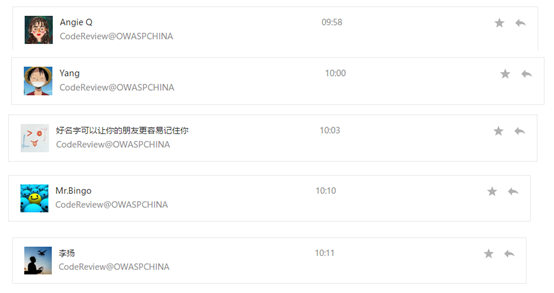 Angie Q 09:58
CodeReview@OWASPCHINA
Yang 10:00
CodeReview@OWASPCHINA
好名字可以让你的朋友更容易记住你 10:03
CodeReview@OWASPCHINA
Mr.Bingo 10:10
CodeReview@OWASPCHINA
李扬 10:11
CodeReview@OWASPCHINA